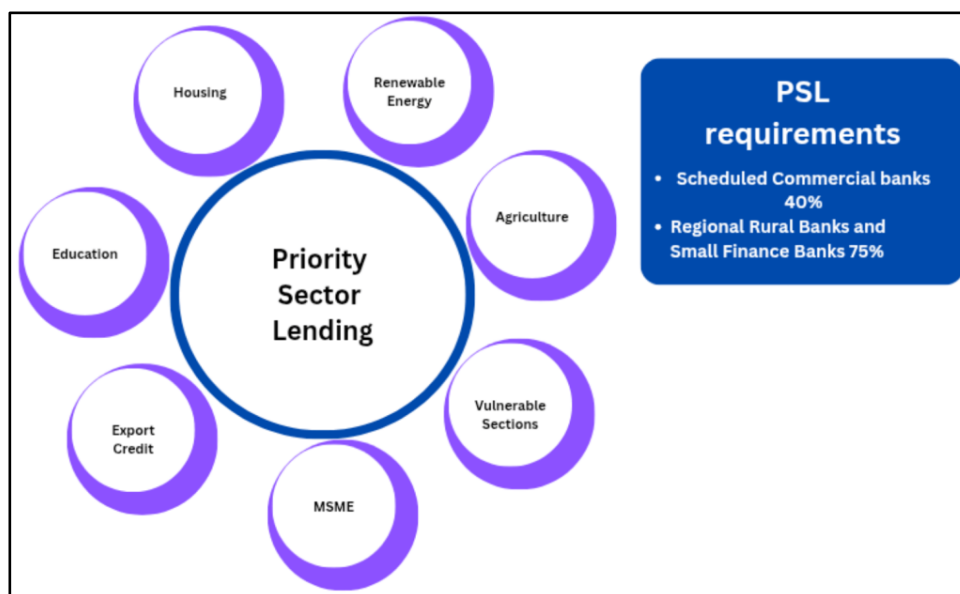 Housing
Renewable
Energy
Agriculture
Vulnerable
Sections
MSME
Export
Credit
Education
Priority
Sector
Lending
PSL
requirements
• Scheduled Commercial banks
40%
• Regional Rural Banks and
Small Finance Banks 75%